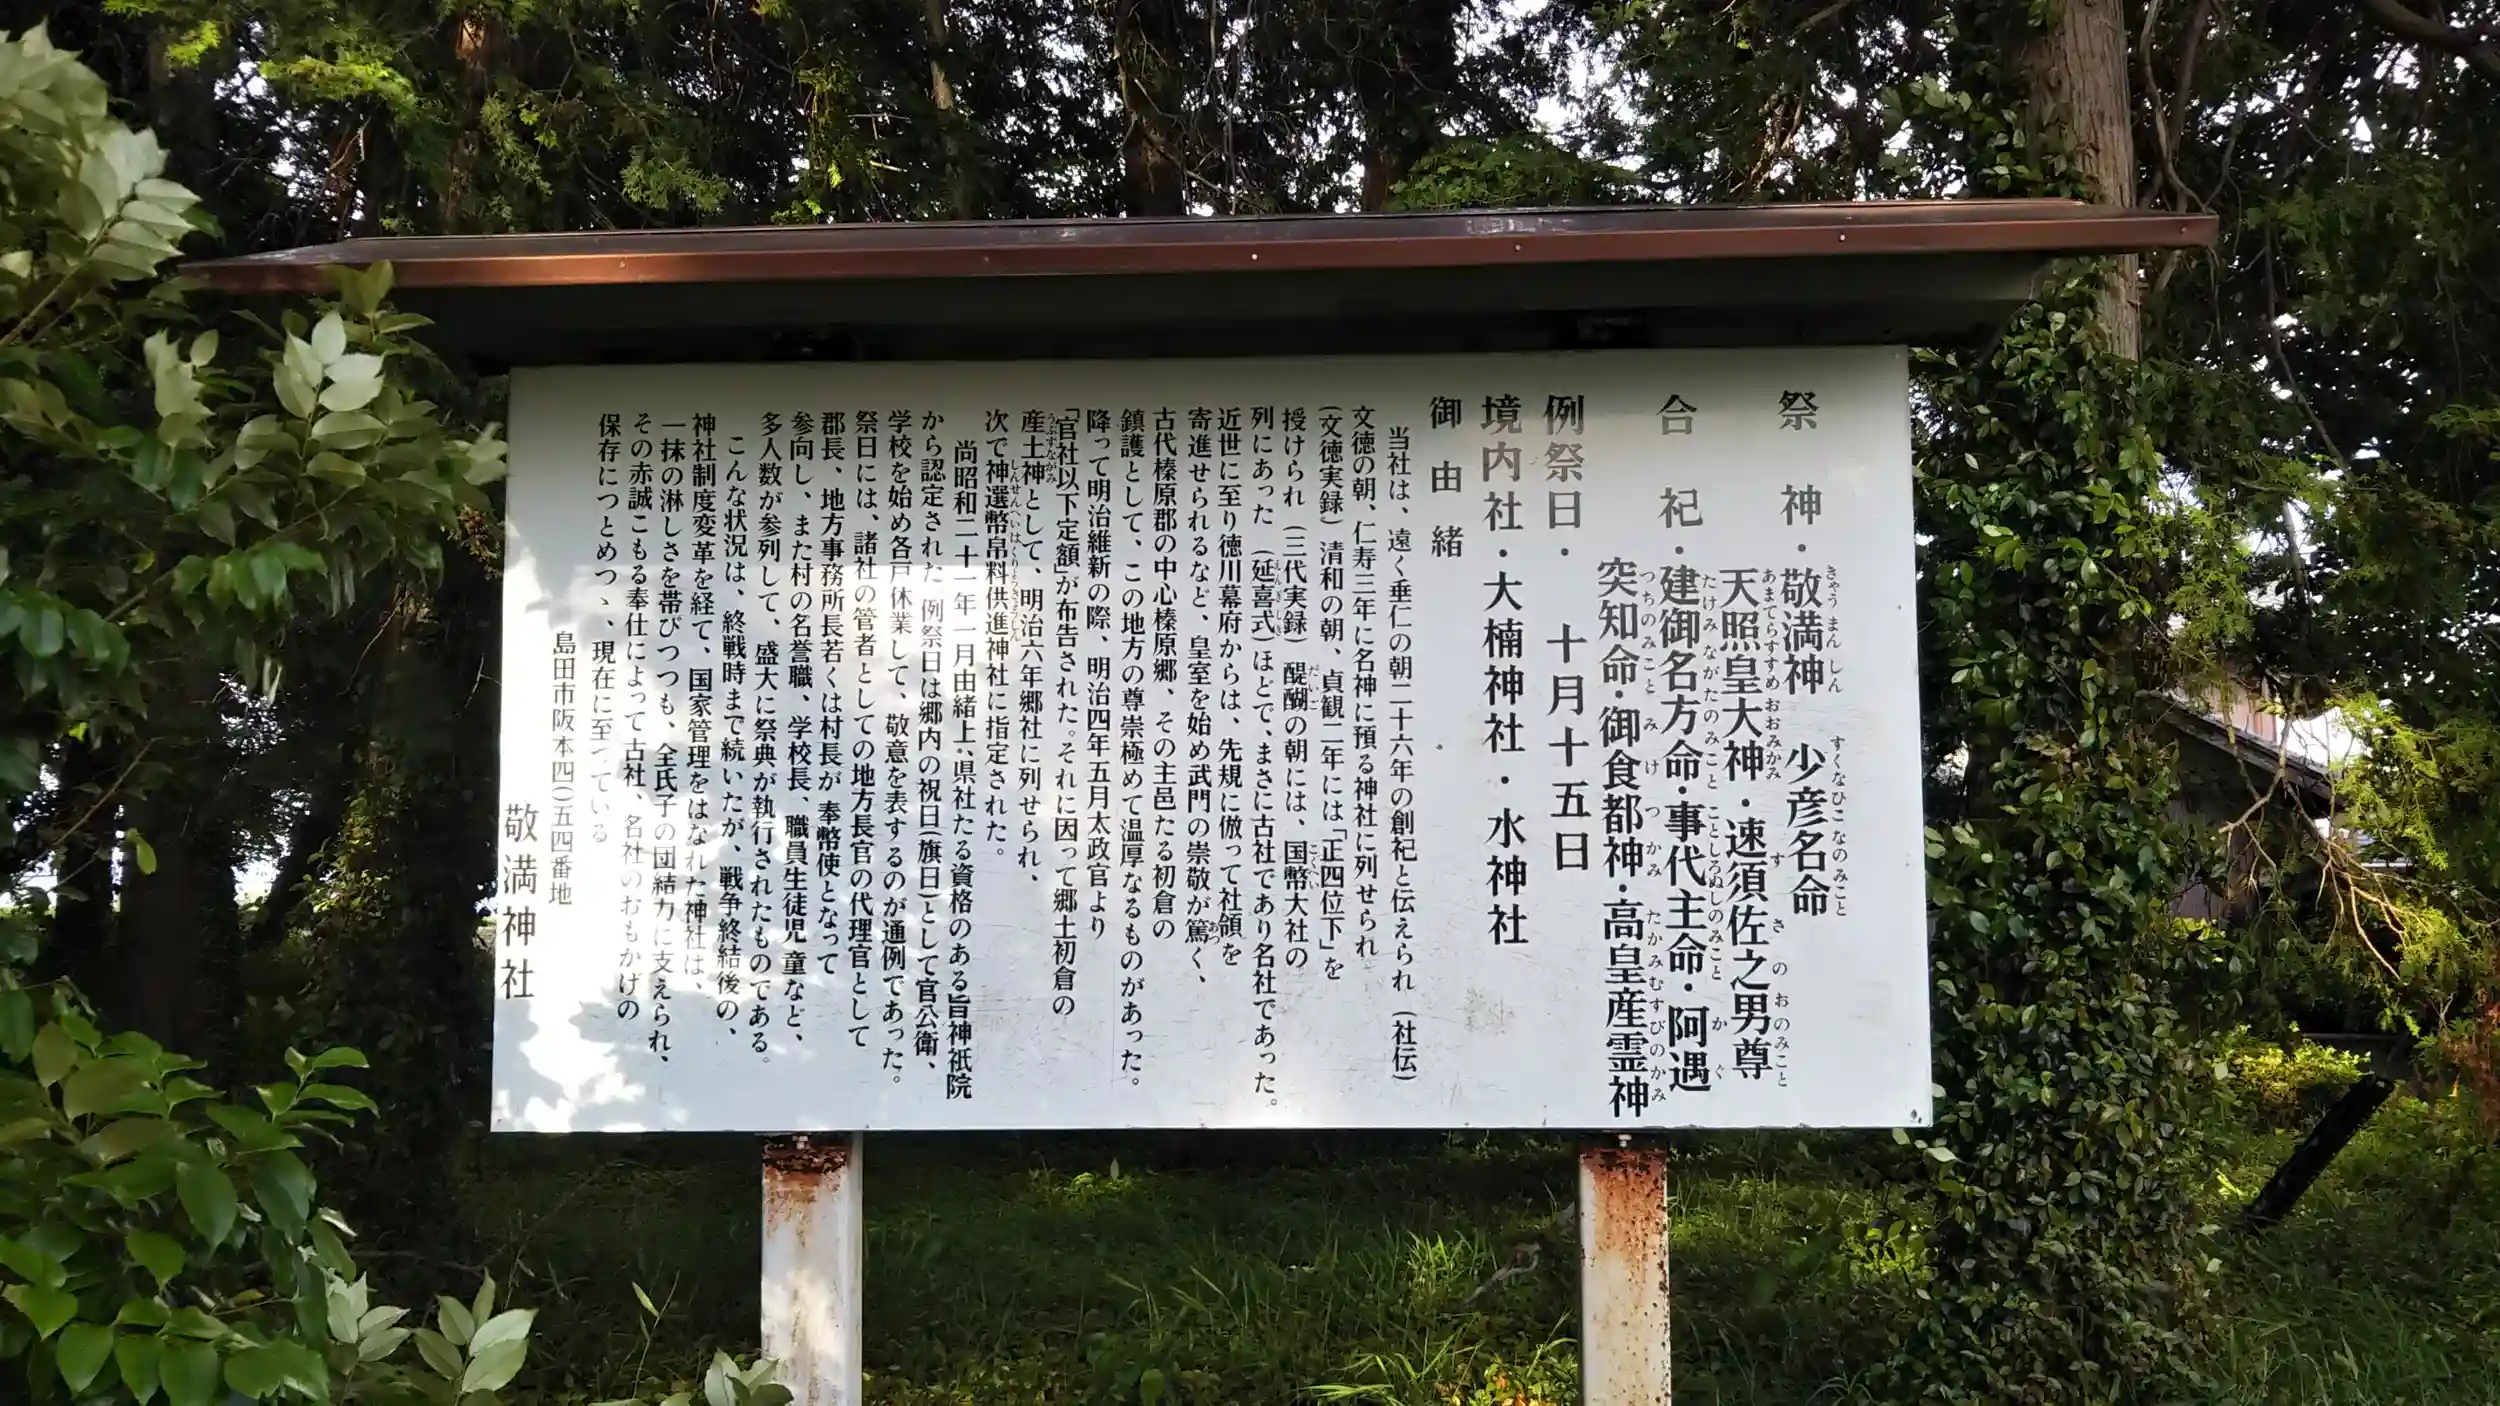 祭神・敬満神 少彦名命
天照皇大神・速須佐之男尊
合祀・建御名方命・事代主命・阿遇
突知命・御食都神・高皇産霊神
例祭日・ 十月十五日
境内社・大楠神社・水神社
御由緒
当社は、遠く垂仁の朝二十六年の創祀と伝えられ(社伝)
文徳の朝、仁寿三年に名神に預る神社に列せられ
(文徳実録)清和の朝、貞観二年には「正四位下」を
授けられ(三代実録)醍醐の朝には、国幣大社の
列にあった(延喜式)ほどで、まさに古社であり名社であった。
近世に至り徳川幕府からは、先規に倣って社領を
寄進せられるなど、皇室を始め武門の崇敬が篤く、
古代榛原郡の中心榛原郷、その主邑たる初倉の
鎮護として、この地方の尊崇極めて温厚なるものがあった。
降って明治維新の際、明治四年五月太政官より
「官社以下定額」が布告された。それに因って郷土初倉の
産土神として、明治六年郷社に列せられ、
次で神選幣帛料供進神社に指定された。
尚昭和二十一年一月由緒上、県社たる資格のある旨神祇院
から認定された 例祭日は郷内の祝日(旗日)として官公衛、
学校を始め各戸休業して、敬意を表するのが通例であった。
祭日には、諸社の管者としての地方長官の代理官として
郡長、地方事務所長若くは村長が 奉幣使となって
参向し、また村の名誉職、学校長、職員生徒児童など、
多人数が参列して、盛大に祭典が執行されたものである。
こんな状況は、終戦時まで続いたが、戦争終結後の、
神社制度変革を経て、国家管理をはなれた神社は、
一抹の淋しさを帯びつつも、全氏子の団結力に支えられ、
その赤誠こもる奉仕によって古社、名社のおもかげの
保存につとめつゝ、現在に至っている
島田市阪本四〇五四番地
敬満神社